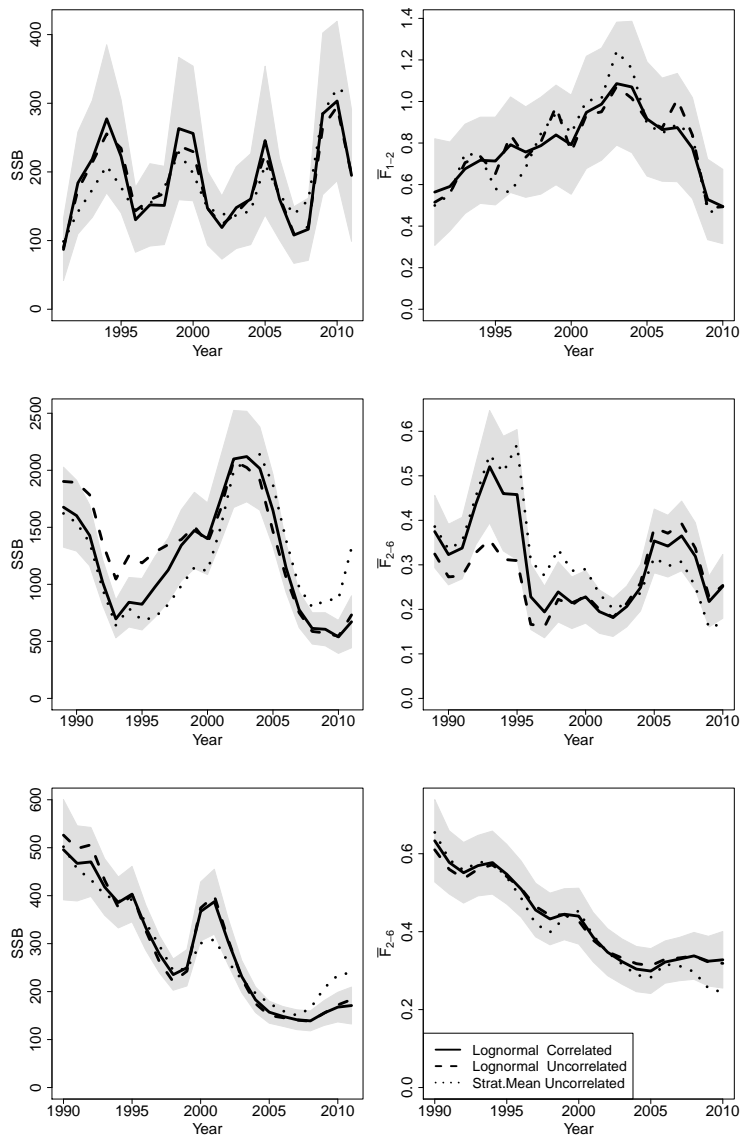 SSB
0 100 200 300 400
1995 2000 2005 2010
Year
F̅1−2
0.0 0.2 0.4 0.6 0.8 1.0 1.2 1.4
1995 2000 2005 2010
Year
SSB
0 500 1000 1500 2000 2500
1990 1995 2000 2005 2010
Year
F̅2−6
0.0 0.1 0.2 0.3 0.4 0.5 0.6
1990 1995 2000 2005 2010
Year
SSB
0 100 200 300 400 500 600
1990 1995 2000 2005 2010
Year
F̅2−6
0.0 0.2 0.4 0.6
1990 1995 2000 2005 2010
Year
Lognormal Correlated
Lognormal Uncorrelated
Strat.Mean Uncorrelated